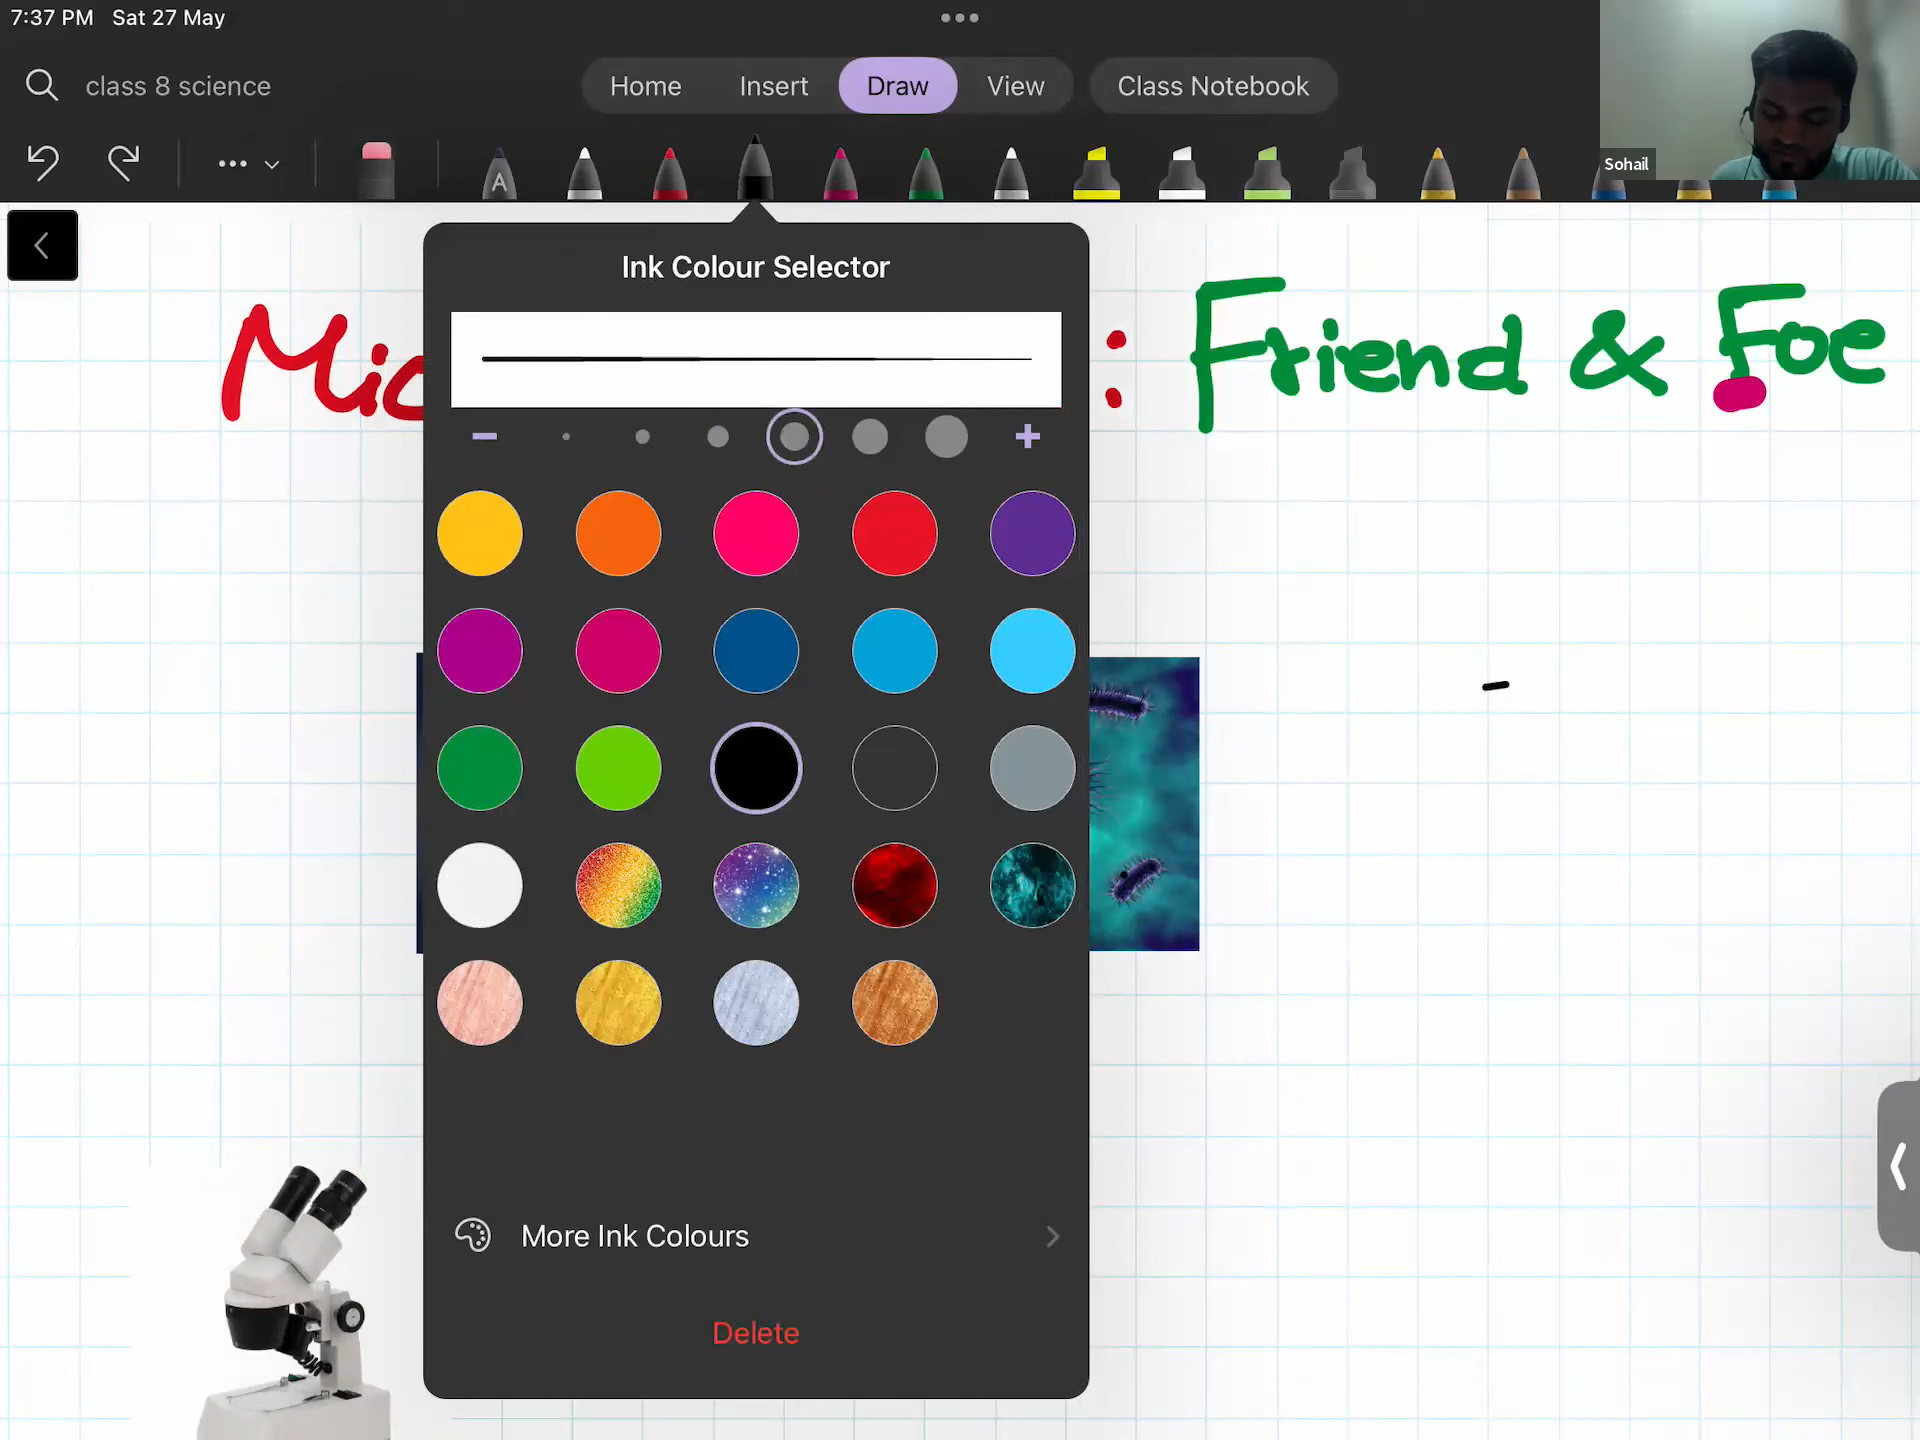 7:37 PM Sat 27 May
class 8 science
Home Insert Draw View Class Notebook
A
Sohail
Ink Colour Selector
Mic : Friend & Foe
More Ink Colours
Delete